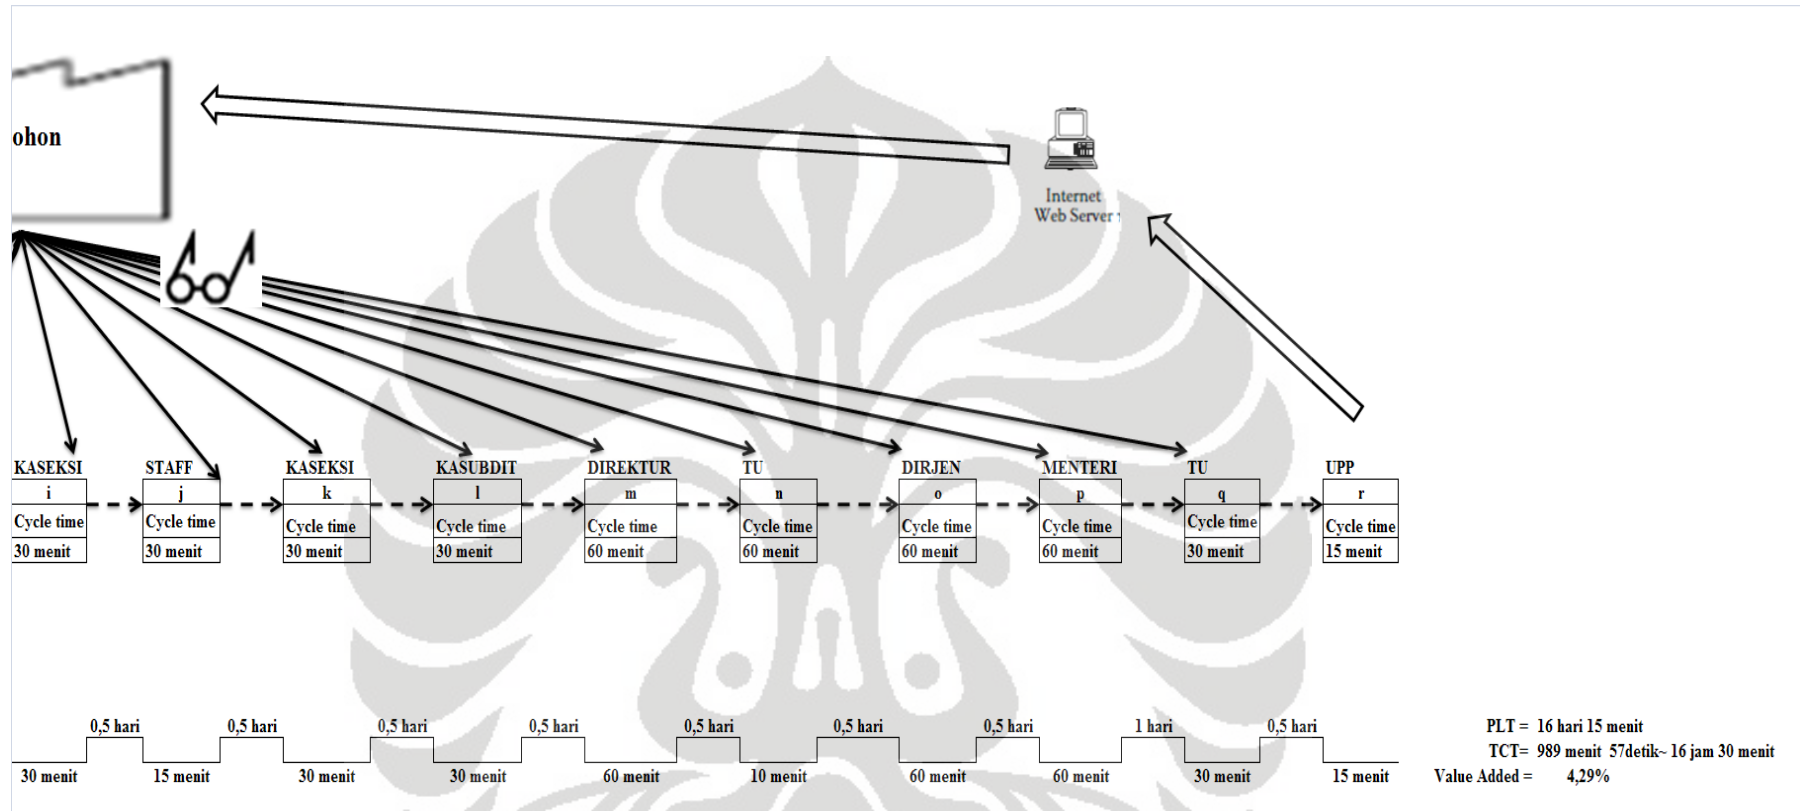 ohon
Internet
Web Server
KASEKSI STAFF KASEKSI KASUBDIT DIREKTUR TU DIRJEN MENTERI TU UPP
i j k l m n o p q r
Cycle time Cycle time Cycle time Cycle time Cycle time Cycle time Cycle time Cycle time Cycle time Cycle time
30 menit 30 menit 30 menit 30 menit 60 menit 60 menit 60 menit 60 menit 30 menit 15 menit
0,5 hari 0,5 hari 0,5 hari 0,5 hari 0,5 hari 0,5 hari 0,5 hari 1 hari 0,5 hari
30 menit 15 menit 30 menit 30 menit 60 menit 10 menit 60 menit 60 menit 30 menit 15 menit
PLT = 16 hari 15 menit
TCT= 989 menit 57detik~ 16 jam 30 menit
Value Added = 4,29%